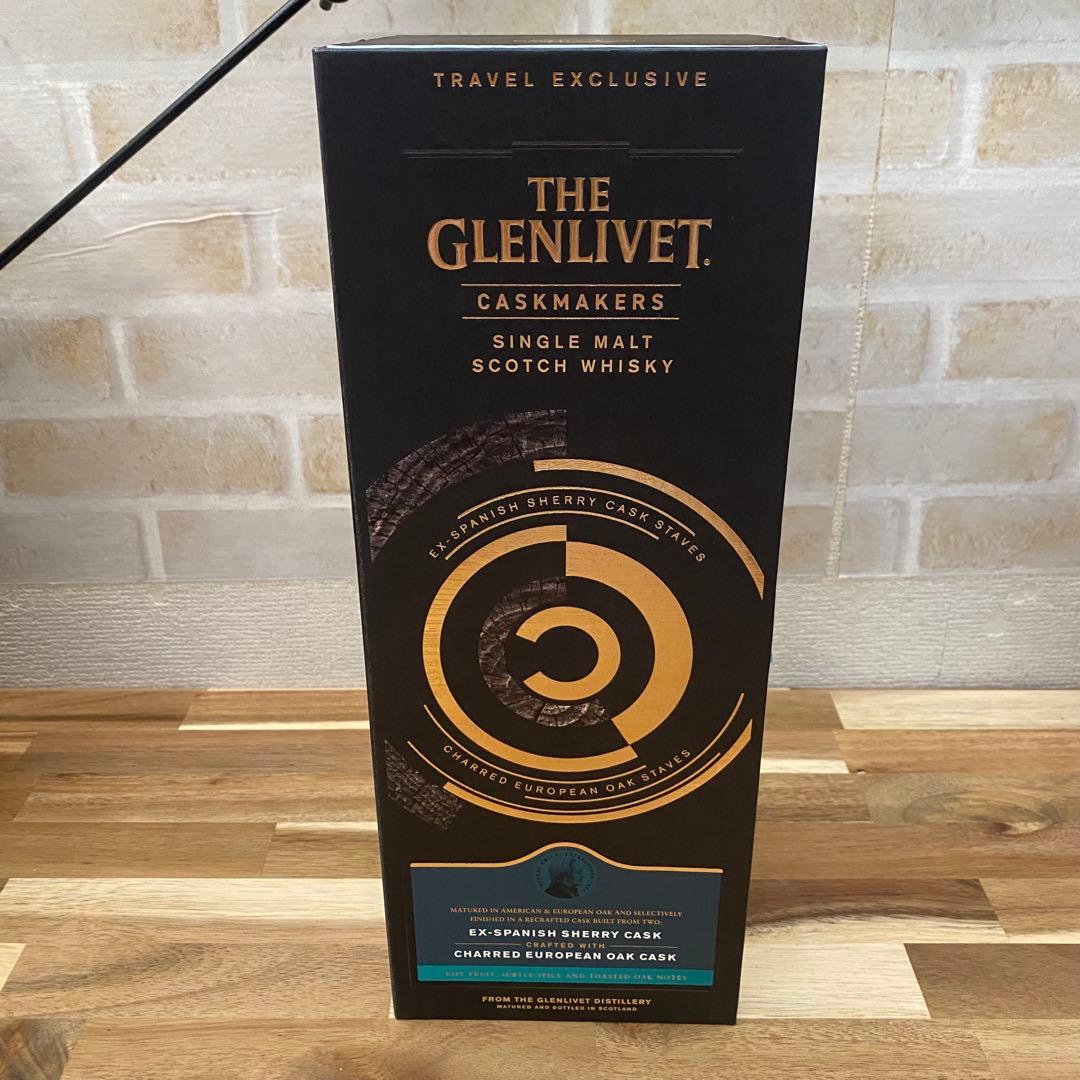 TRAVEL EXCLUSIVE
THE
GLENLIVET®
CASKMAKERS
SINGLE MALT
SCOTCH WHISKY
EX-SPANISH SHERRY CASK STAVES
CHARRED EUROPEAN OAK STAVES
MATURED IN AMERICAN & EUROPEAN OAK AND SELECTIVELY
FINISHED IN A RECRAFTED CASK BUILT FROM TWO:
EX-SPANISH SHERRY CASK
CRAFTED WITH
CHARRED EUROPEAN OAK CASK
RIPE FRUIT, SUBTLE SPICE AND TOASTED OAK NOTES
FROM THE GLENLIVET DISTILLERY
MATURED AND BOTTLED IN SCOTLAND